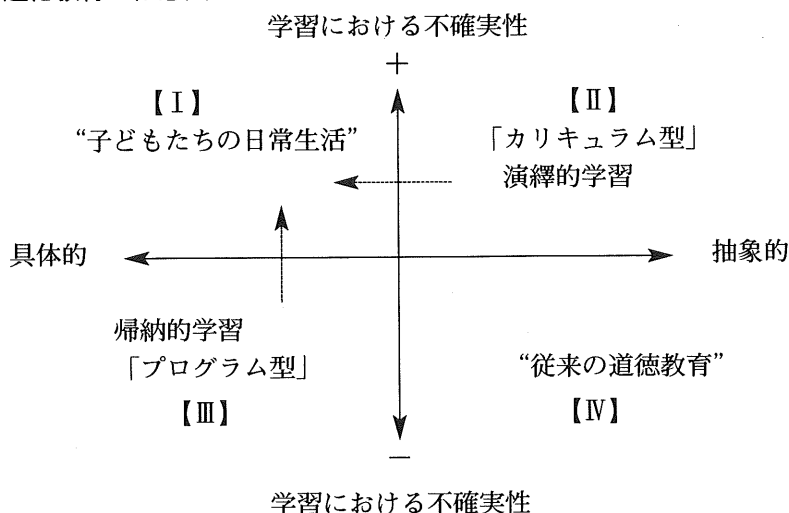 学習における不確実性
+
【Ⅰ】
“子どもたちの日常生活”
【Ⅱ】
「カリキュラム型」
演繹的学習
具体的
抽象的
帰納的学習
「プログラム型」
【Ⅲ】
“従来の道徳教育”
【Ⅳ】
−
学習における不確実性